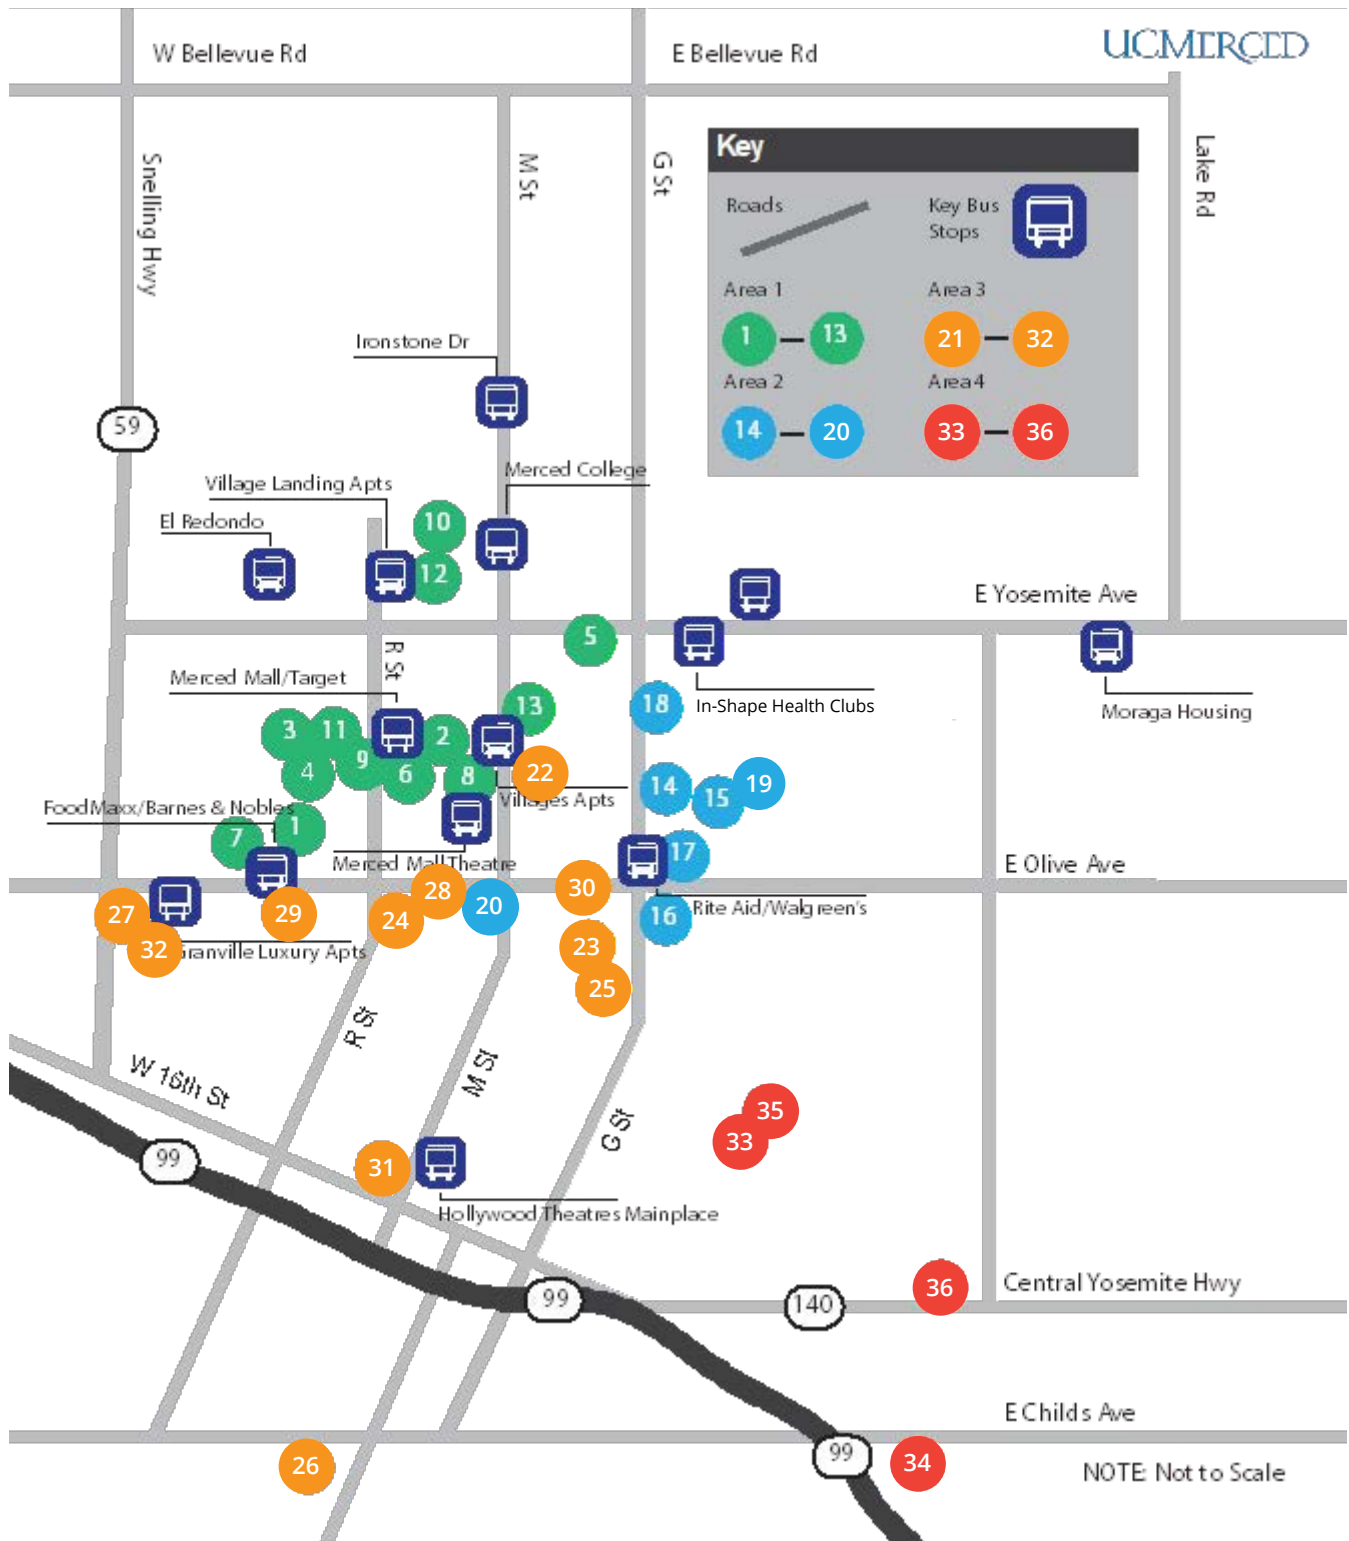 UCMERCED
W Bellevue Rd
E Bellevue Rd
Snelling Hwy
M St
G St
Lake Rd
Key
Roads
Key Bus
Stops
Area 1
1
13
Area 3
21
32
Area 2
14
20
Area 4
33
36
Ironstone Dr
59
Merced College
Village Landing Apts
El Redondo
10
12
E Yosemite Ave
5
R St
Merced Mall/Target
13
18
In-Shape Health Clubs
Moraga Housing
3
11
2
9
4
6
8
22
14
15
19
Villages Apts
FoodMaxx/Barnes & Nobles
7
1
Merced Mall Theatre
17
E Olive Ave
28
30
20
27
29
24
16
Rite Aid/Walgreen's
32
Granville Luxury Apts
23
25
R St
M St
G St
W 16th St
35
33
99
31
Hollywood Theatres Mainplace
36
Central Yosemite Hwy
99
140
E Childs Ave
26
99
34
NOTE: Not to Scale